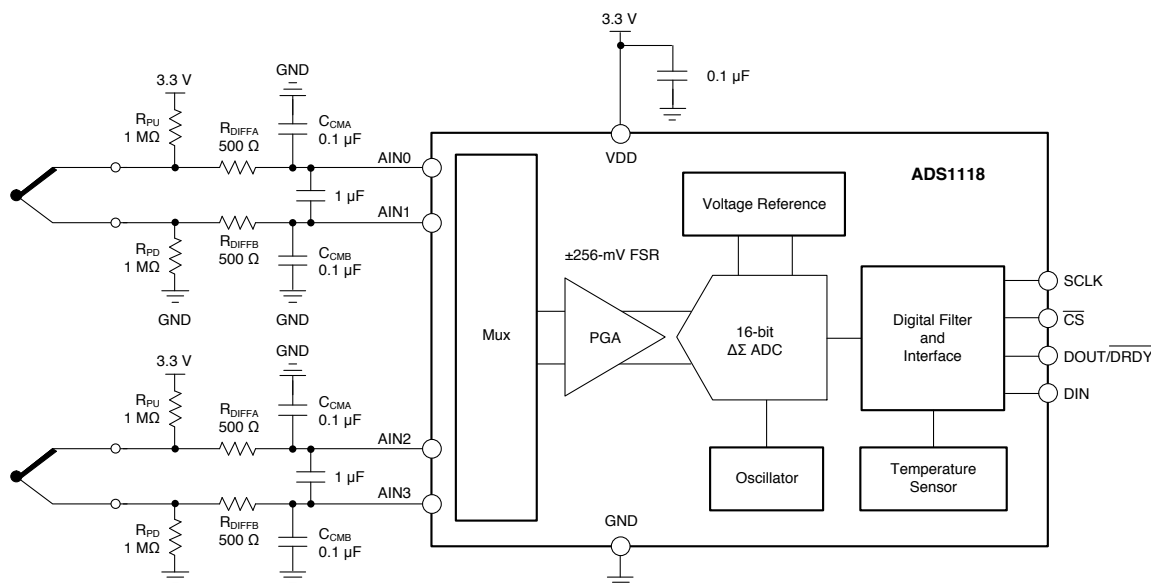 3.3 V
0.1 µF
VDD
ADS1118
3.3 V
GND
R_PU
1 MΩ
R_DIFFA
500 Ω
C_CMA
0.1 µF
AIN0
1 µF
AIN1
R_PD
1 MΩ
R_DIFFB
500 Ω
C_CMB
0.1 µF
GND
GND
3.3 V
GND
R_PU
1 MΩ
R_DIFFA
500 Ω
C_CMA
0.1 µF
AIN2
1 µF
AIN3
R_PD
1 MΩ
R_DIFFB
500 Ω
C_CMB
0.1 µF
Mux
±256-mV FSR
PGA
Voltage Reference
16-bit
ΔΣ ADC
Oscillator
Digital Filter
and
Interface
Temperature
Sensor
SCLK
C̅S̅
DOUT/D̅R̅D̅Y̅
DIN
GND